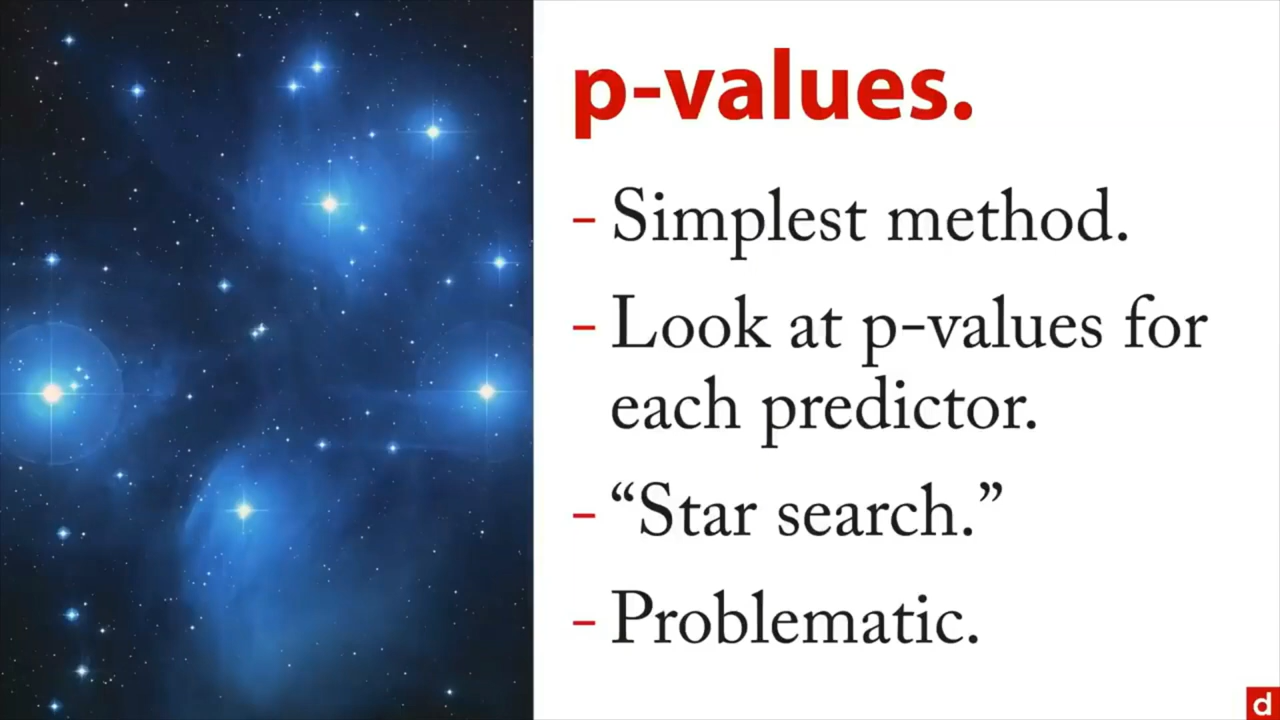 p-values.
- Simplest method.
- Look at p-values for
each predictor.
- “Star search.”
- Problematic.
d